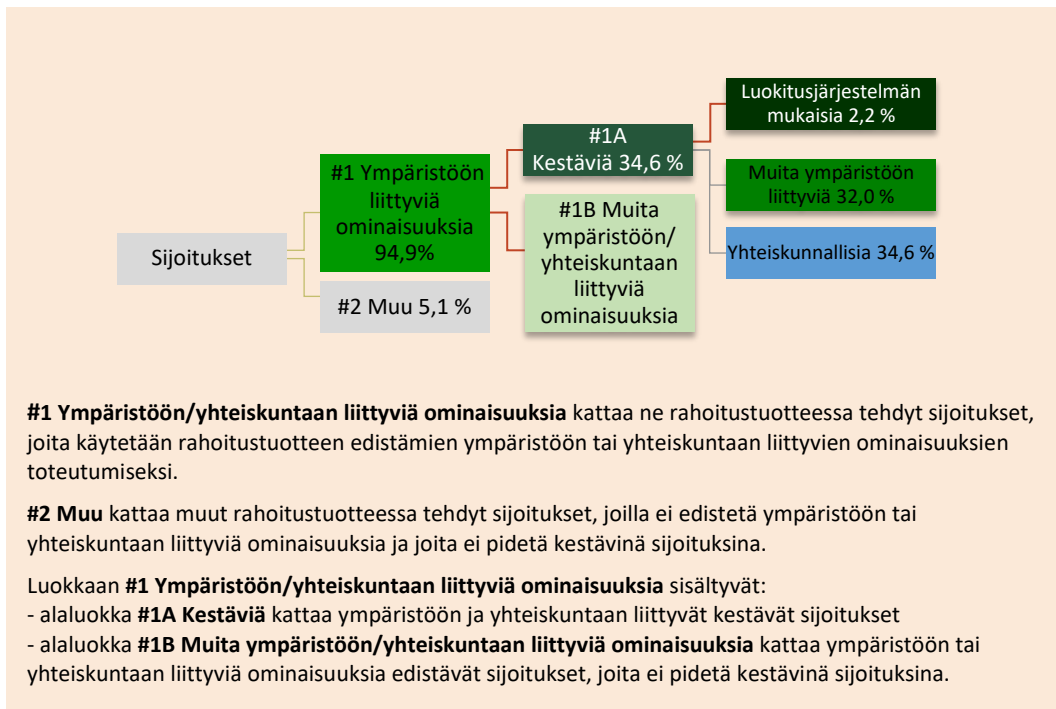 Sijoitukset
#1 Ympäristöön
liittyviä
ominaisuuksia
94,9%
#2 Muu 5,1 %
#1A
Kestäviä 34,6 %
#1B Muita
ympäristöön/
yhteiskuntaan
liittyviä
ominaisuuksia
Luokitusjärjestelmän
mukaisia 2,2 %
Muita ympäristöön
liittyviä 32,0 %
Yhteiskunnallisia 34,6 %
#1 Ympäristöön/yhteiskuntaan liittyviä ominaisuuksia kattaa ne rahoitustuotteessa tehdyt sijoitukset,
joita käytetään rahoitustuotteen edistämien ympäristöön tai yhteiskuntaan liittyvien ominaisuuksien
toteutumiseksi.
#2 Muu kattaa muut rahoitustuotteessa tehdyt sijoitukset, joilla ei edistetä ympäristöön tai
yhteiskuntaan liittyviä ominaisuuksia ja joita ei pidetä kestävinä sijoituksina.
Luokkaan #1 Ympäristöön/yhteiskuntaan liittyviä ominaisuuksia sisältyvät:
- alaluokka #1A Kestäviä kattaa ympäristöön ja yhteiskuntaan liittyvät kestävät sijoitukset
- alaluokka #1B Muita ympäristöön/yhteiskuntaan liittyviä ominaisuuksia kattaa ympäristöön tai
yhteiskuntaan liittyviä ominaisuuksia edistävät sijoitukset, joita ei pidetä kestävinä sijoituksina.